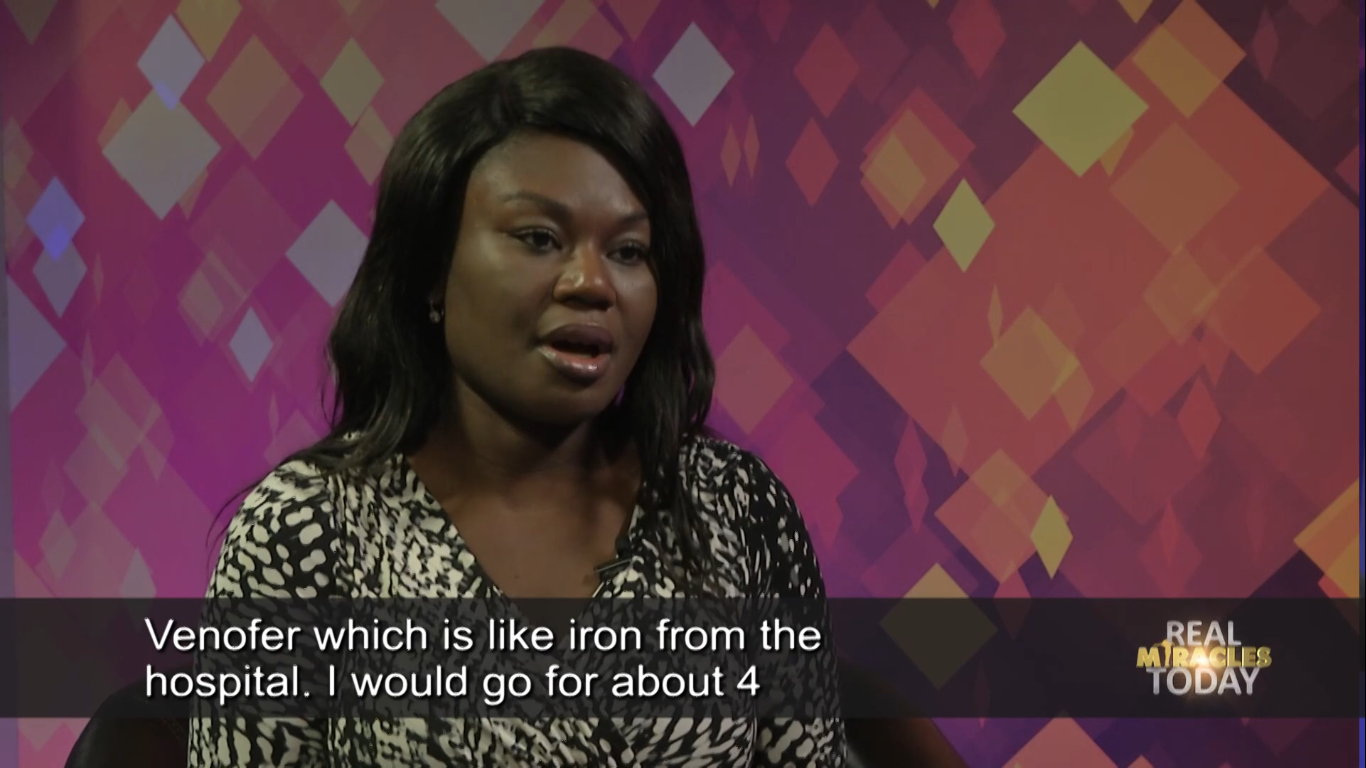 Venofer which is like iron from the
hospital. I would go for about 4
REAL
MIRACLES
TODAY